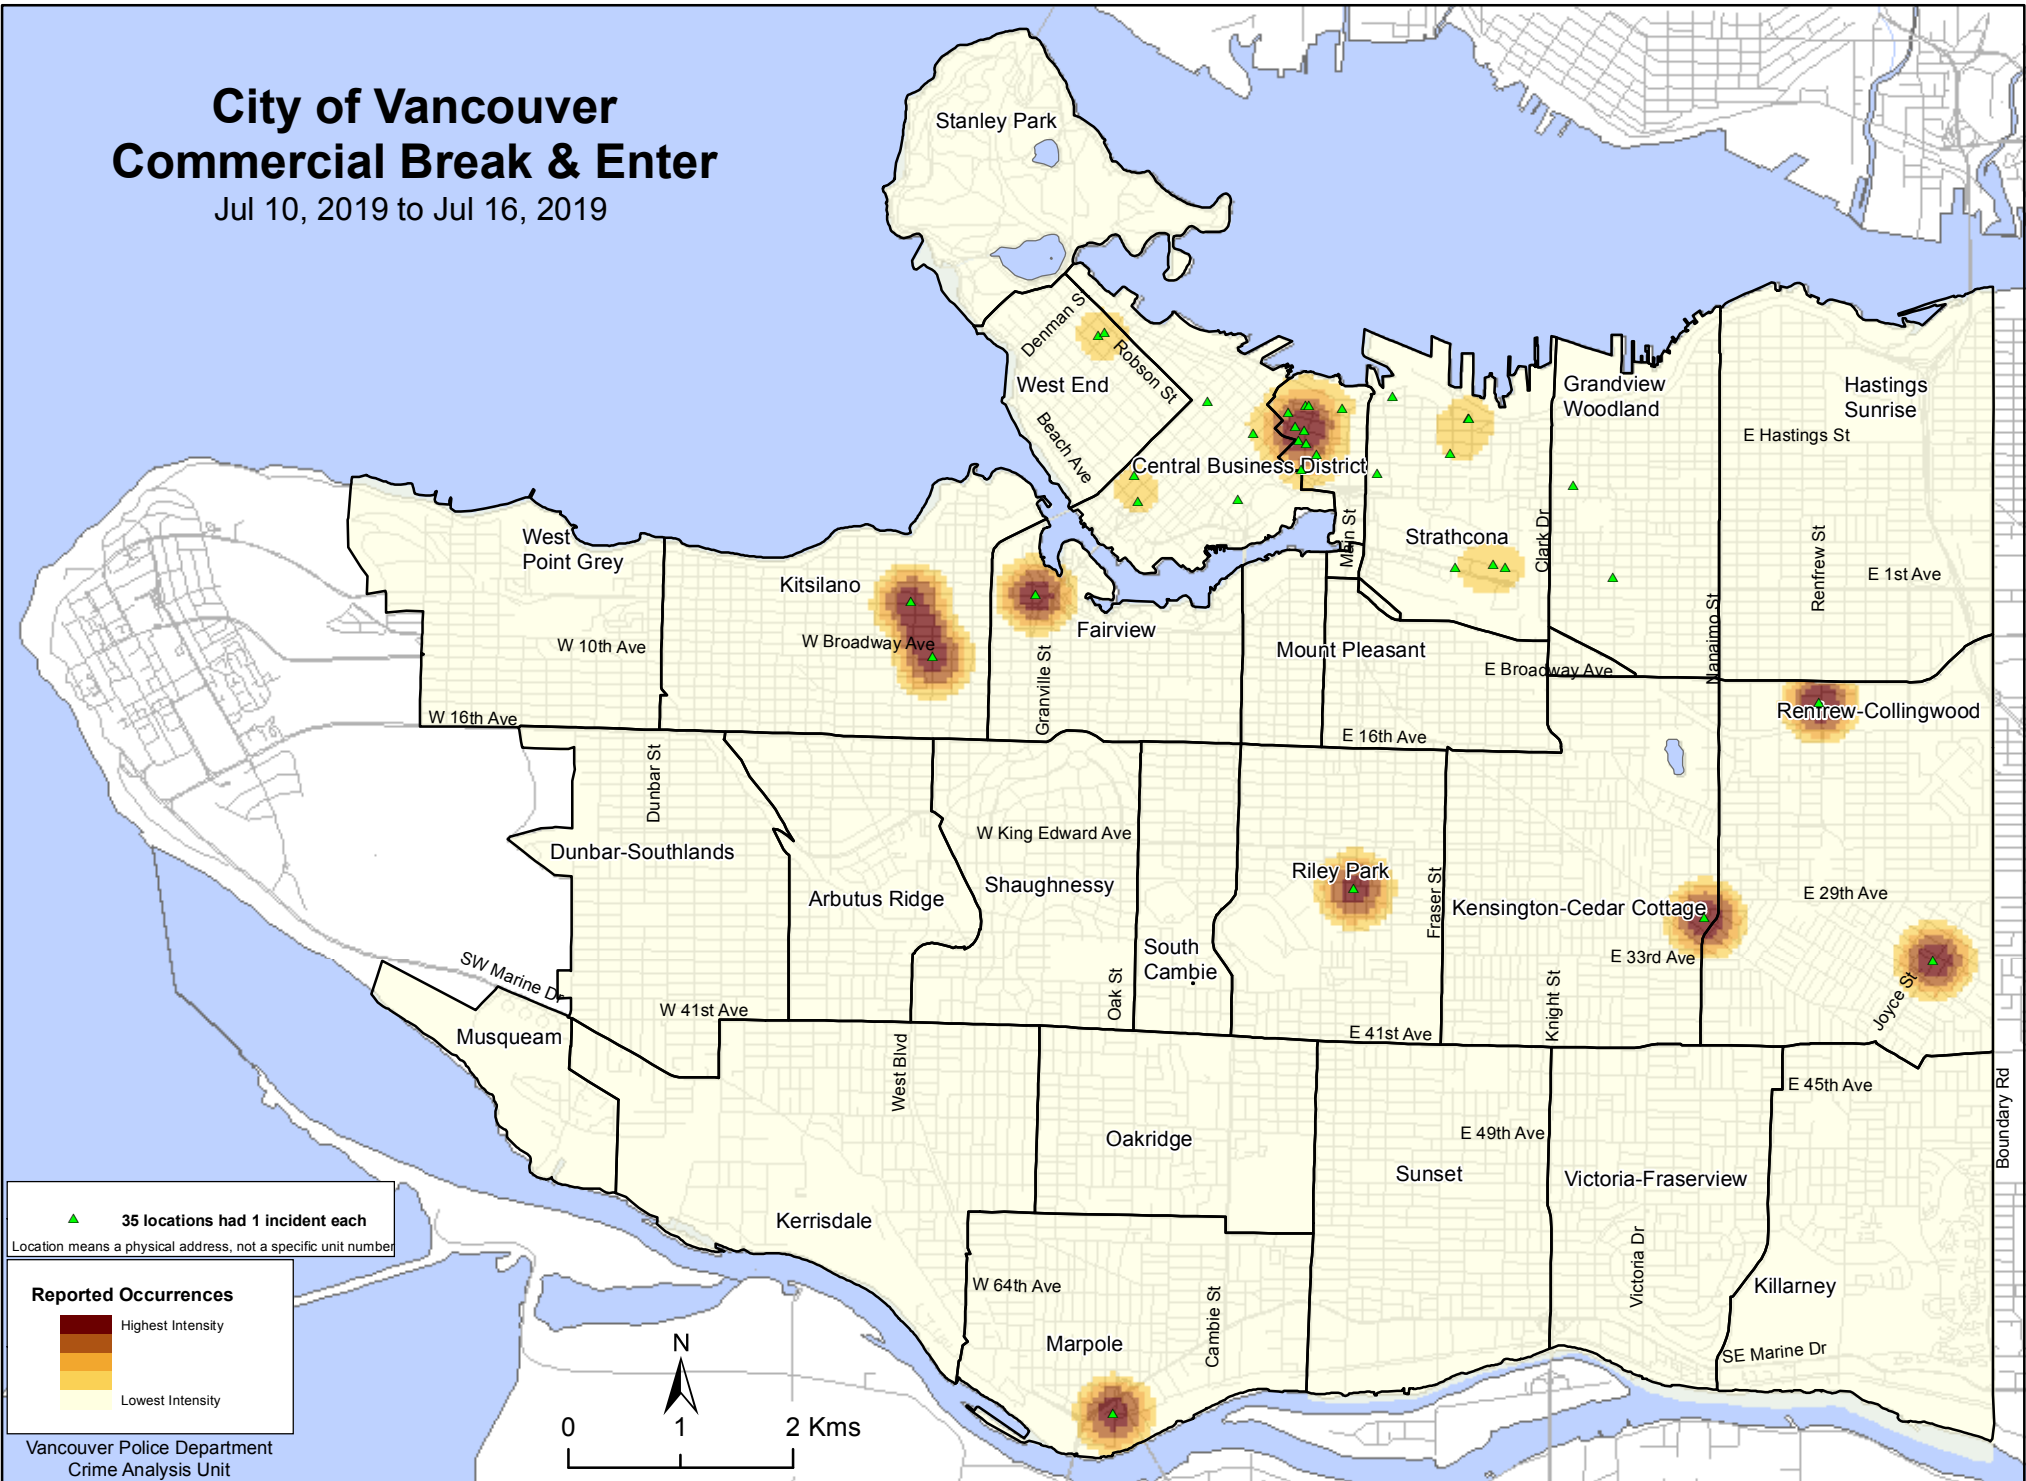 City of Vancouver
Commercial Break & Enter
Jul 10, 2019 to Jul 16, 2019
Stanley Park
Denman S
Robson St
West End
Beach Ave
Central Business District
Grandview
Woodland
Hastings
Sunrise
E Hastings St
Main St
Strathcona
Clark Dr
Renfrew St
E 1st Ave
Nanaimo St
West
Point Grey
Kitsilano
W 10th Ave
W Broadway Ave
Fairview
Granville St
Mount Pleasant
E Broadway Ave
W 16th Ave
E 16th Ave
Renfrew-Collingwood
Dunbar St
Dunbar-Southlands
Arbutus Ridge
W King Edward Ave
Shaughnessy
Riley Park
Fraser St
Kensington-Cedar Cottage
E 29th Ave
South
Cambie
Oak St
E 33rd Ave
Knight St
Joyce St
SW Marine Dr
W 41st Ave
E 41st Ave
Musqueam
West Blvd
E 45th Ave
Boundary Rd
Oakridge
E 49th Ave
Sunset
Victoria-Fraserview
Kerrisdale
Victoria Dr
W 64th Ave
Cambie St
Killarney
Marpole
SE Marine Dr
35 locations had 1 incident each
Location means a physical address, not a specific unit number
Reported Occurrences
Highest Intensity
Lowest Intensity
Vancouver Police Department
Crime Analysis Unit
N
0 1 2 Kms